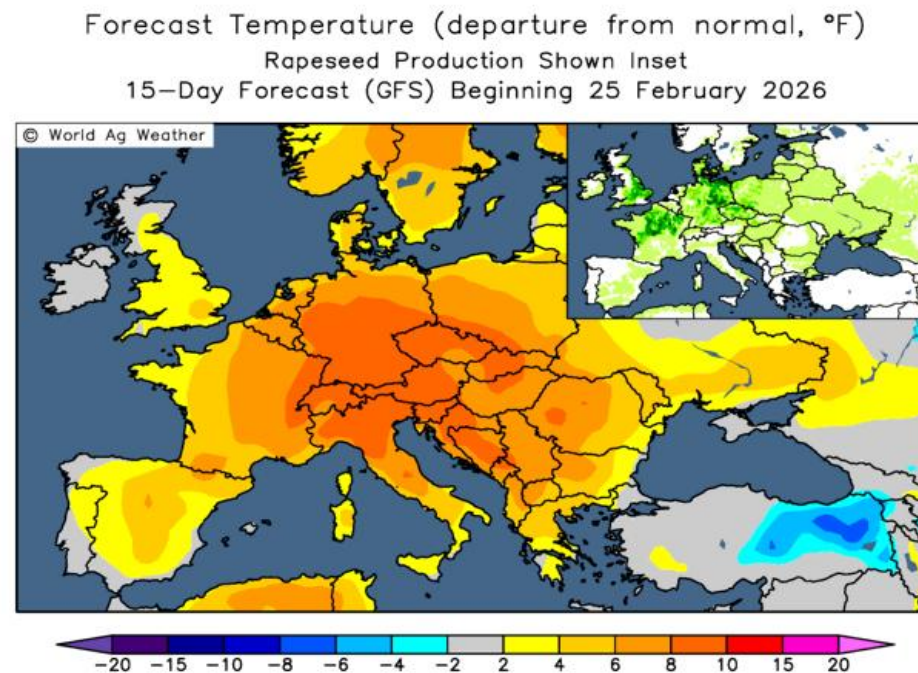 Forecast Temperature (departure from normal, °F)
Rapeseed Production Shown Inset
15-Day Forecast (GFS) Beginning 25 February 2026
© World Ag Weather
-20 -15 -10 -8 -6 -4 -2 2 4 6 8 10 15 20